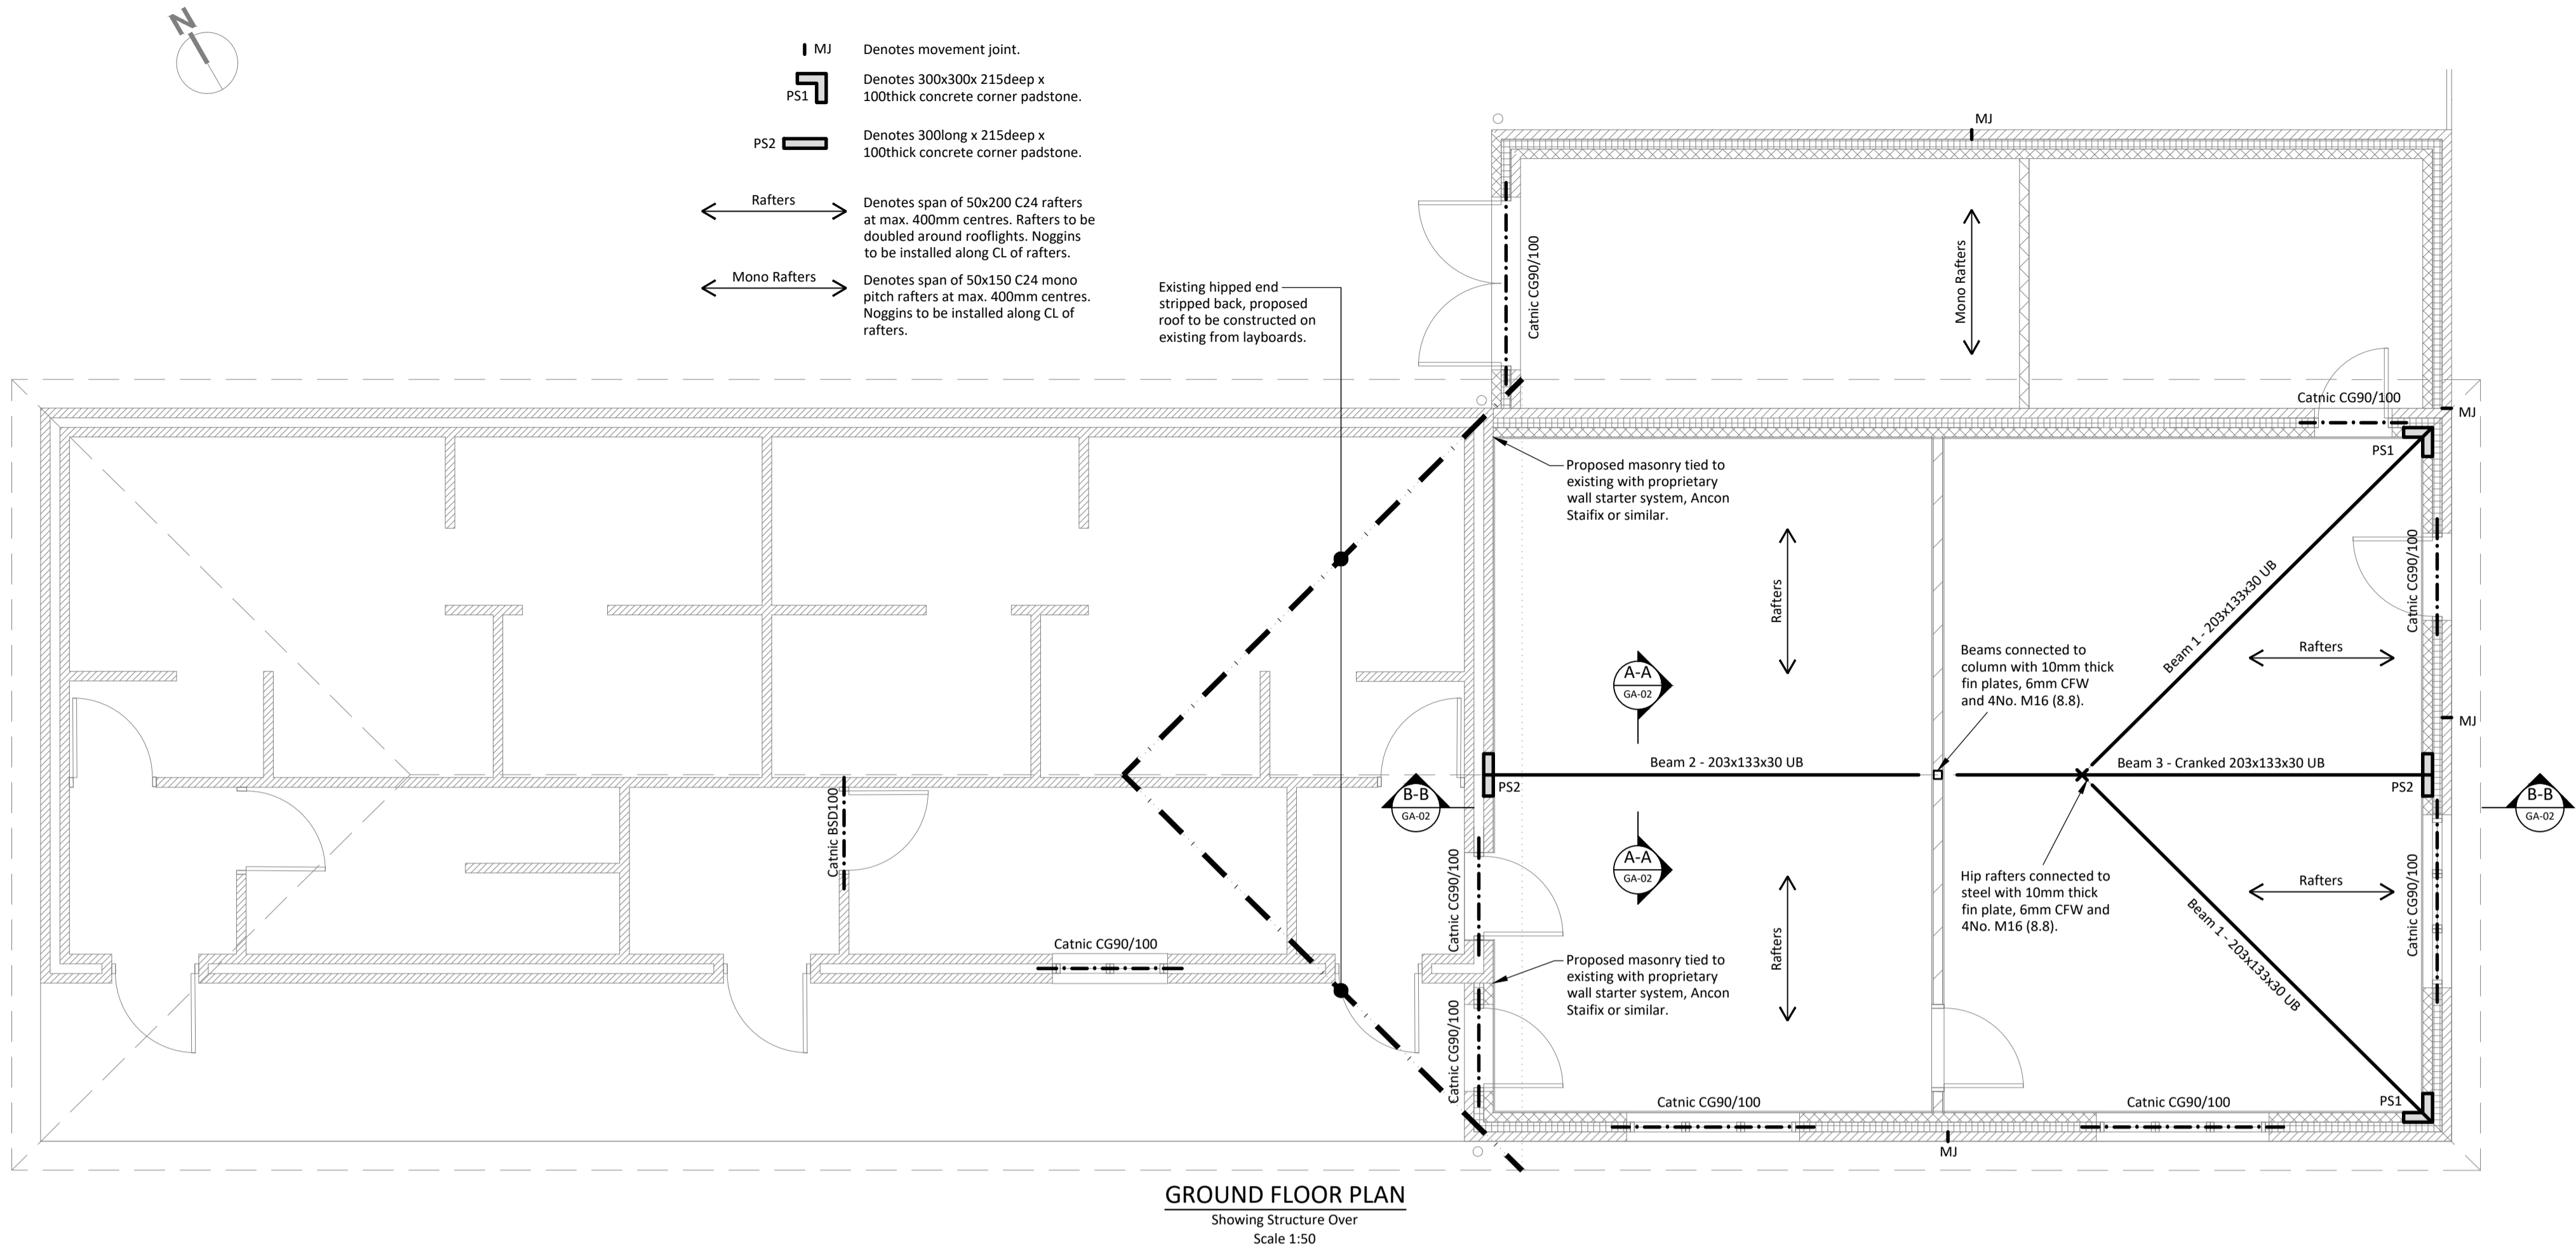 N
MJ
Denotes movement joint.
PS1
Denotes 300x300x 215deep x
100thick concrete corner padstone.
PS2
Denotes 300long x 215deep x
100thick concrete corner padstone.
Rafters
Denotes span of 50x200 C24 rafters
at max. 400mm centres. Rafters to be
doubled around rooflights. Noggins
to be installed along CL of rafters.
Mono Rafters
Denotes span of 50x150 C24 mono
pitch rafters at max. 400mm centres.
Noggins to be installed along CL of
rafters.
Existing hipped end
stripped back, proposed
roof to be constructed on
existing from layboards.
MJ
Catnic CG90/100
Mono Rafters
Catnic CG90/100
MJ
PS1
Proposed masonry tied to
existing with proprietary
wall starter system, Ancon
Staifix or similar.
Rafters
Catnic CG90/100
Beam 1 - 203x133x30 UB
Rafters
Beams connected to
column with 10mm thick
fin plates, 6mm CFW
and 4No. M16 (8.8).
A-A
GA-02
MJ
Beam 2 - 203x133x30 UB
Beam 3 - Cranked 203x133x30 UB
PS2
PS2
B-B
GA-02
B-B
GA-02
Catnic BSD100
A-A
GA-02
Hip rafters connected to
steel with 10mm thick
fin plate, 6mm CFW and
4No. M16 (8.8).
Rafters
Catnic CG90/100
Catnic CG90/100
Rafters
Beam 1 - 203x133x30 UB
Catnic CG90/100
Proposed masonry tied to
existing with proprietary
wall starter system, Ancon
Staifix or similar.
Catnic CG90/100
Catnic CG90/100
Catnic CG90/100
PS1
MJ
GROUND FLOOR PLAN
Showing Structure Over
Scale 1:50